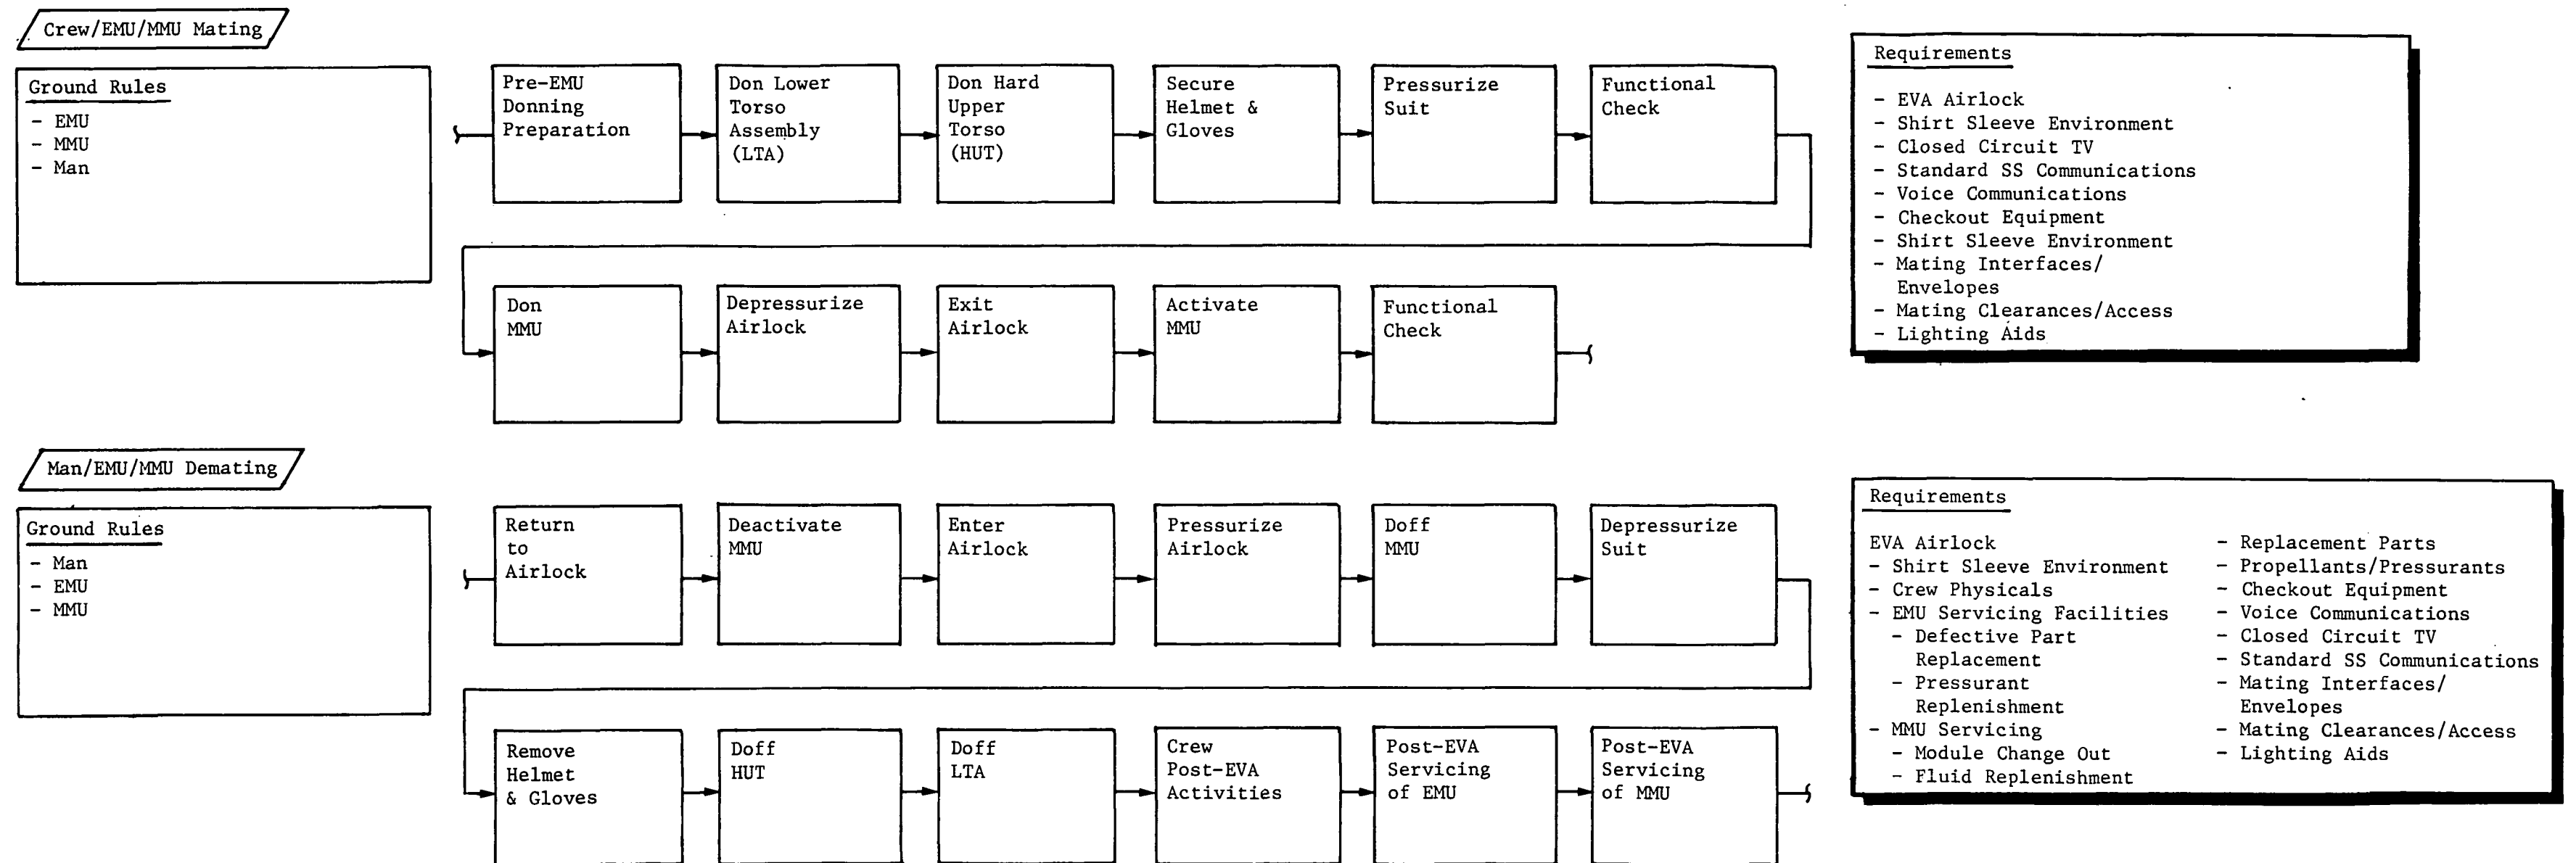 Crew/EMU/MMU Mating
Ground Rules
- EMU
- MMU
- Man
Pre-EMU
Donning
Preparation
Don Lower
Torso
Assembly
(LTA)
Don Hard
Upper
Torso
(HUT)
Secure
Helmet &
Gloves
Pressurize
Suit
Functional
Check
Don
MMU
Depressurize
Airlock
Exit
Airlock
Activate
MMU
Functional
Check
Requirements
- EVA Airlock
- Shirt Sleeve Environment
- Closed Circuit TV
- Standard SS Communications
- Voice Communications
- Checkout Equipment
- Shirt Sleeve Environment
- Mating Interfaces/
Envelopes
- Mating Clearances/Access
- Lighting Aids
Man/EMU/MMU Demating
Ground Rules
- Man
- EMU
- MMU
Return
to
Airlock
Deactivate
MMU
Enter
Airlock
Pressurize
Airlock
Doff
MMU
Depressurize
Suit
Remove
Helmet
& Gloves
Doff
HUT
Doff
LTA
Crew
Post-EVA
Activities
Post-EVA
Servicing
of EMU
Post-EVA
Servicing
of MMU
Requirements
EVA Airlock
- Shirt Sleeve Environment
- Crew Physicals
- EMU Servicing Facilities
- Defective Part
Replacement
- Pressurant
Replenishment
- MMU Servicing
- Module Change Out
- Fluid Replenishment
- Replacement Parts
- Propellants/Pressurants
- Checkout Equipment
- Voice Communications
- Closed Circuit TV
- Standard SS Communications
- Mating Interfaces/
Envelopes
- Mating Clearances/Access
- Lighting Aids